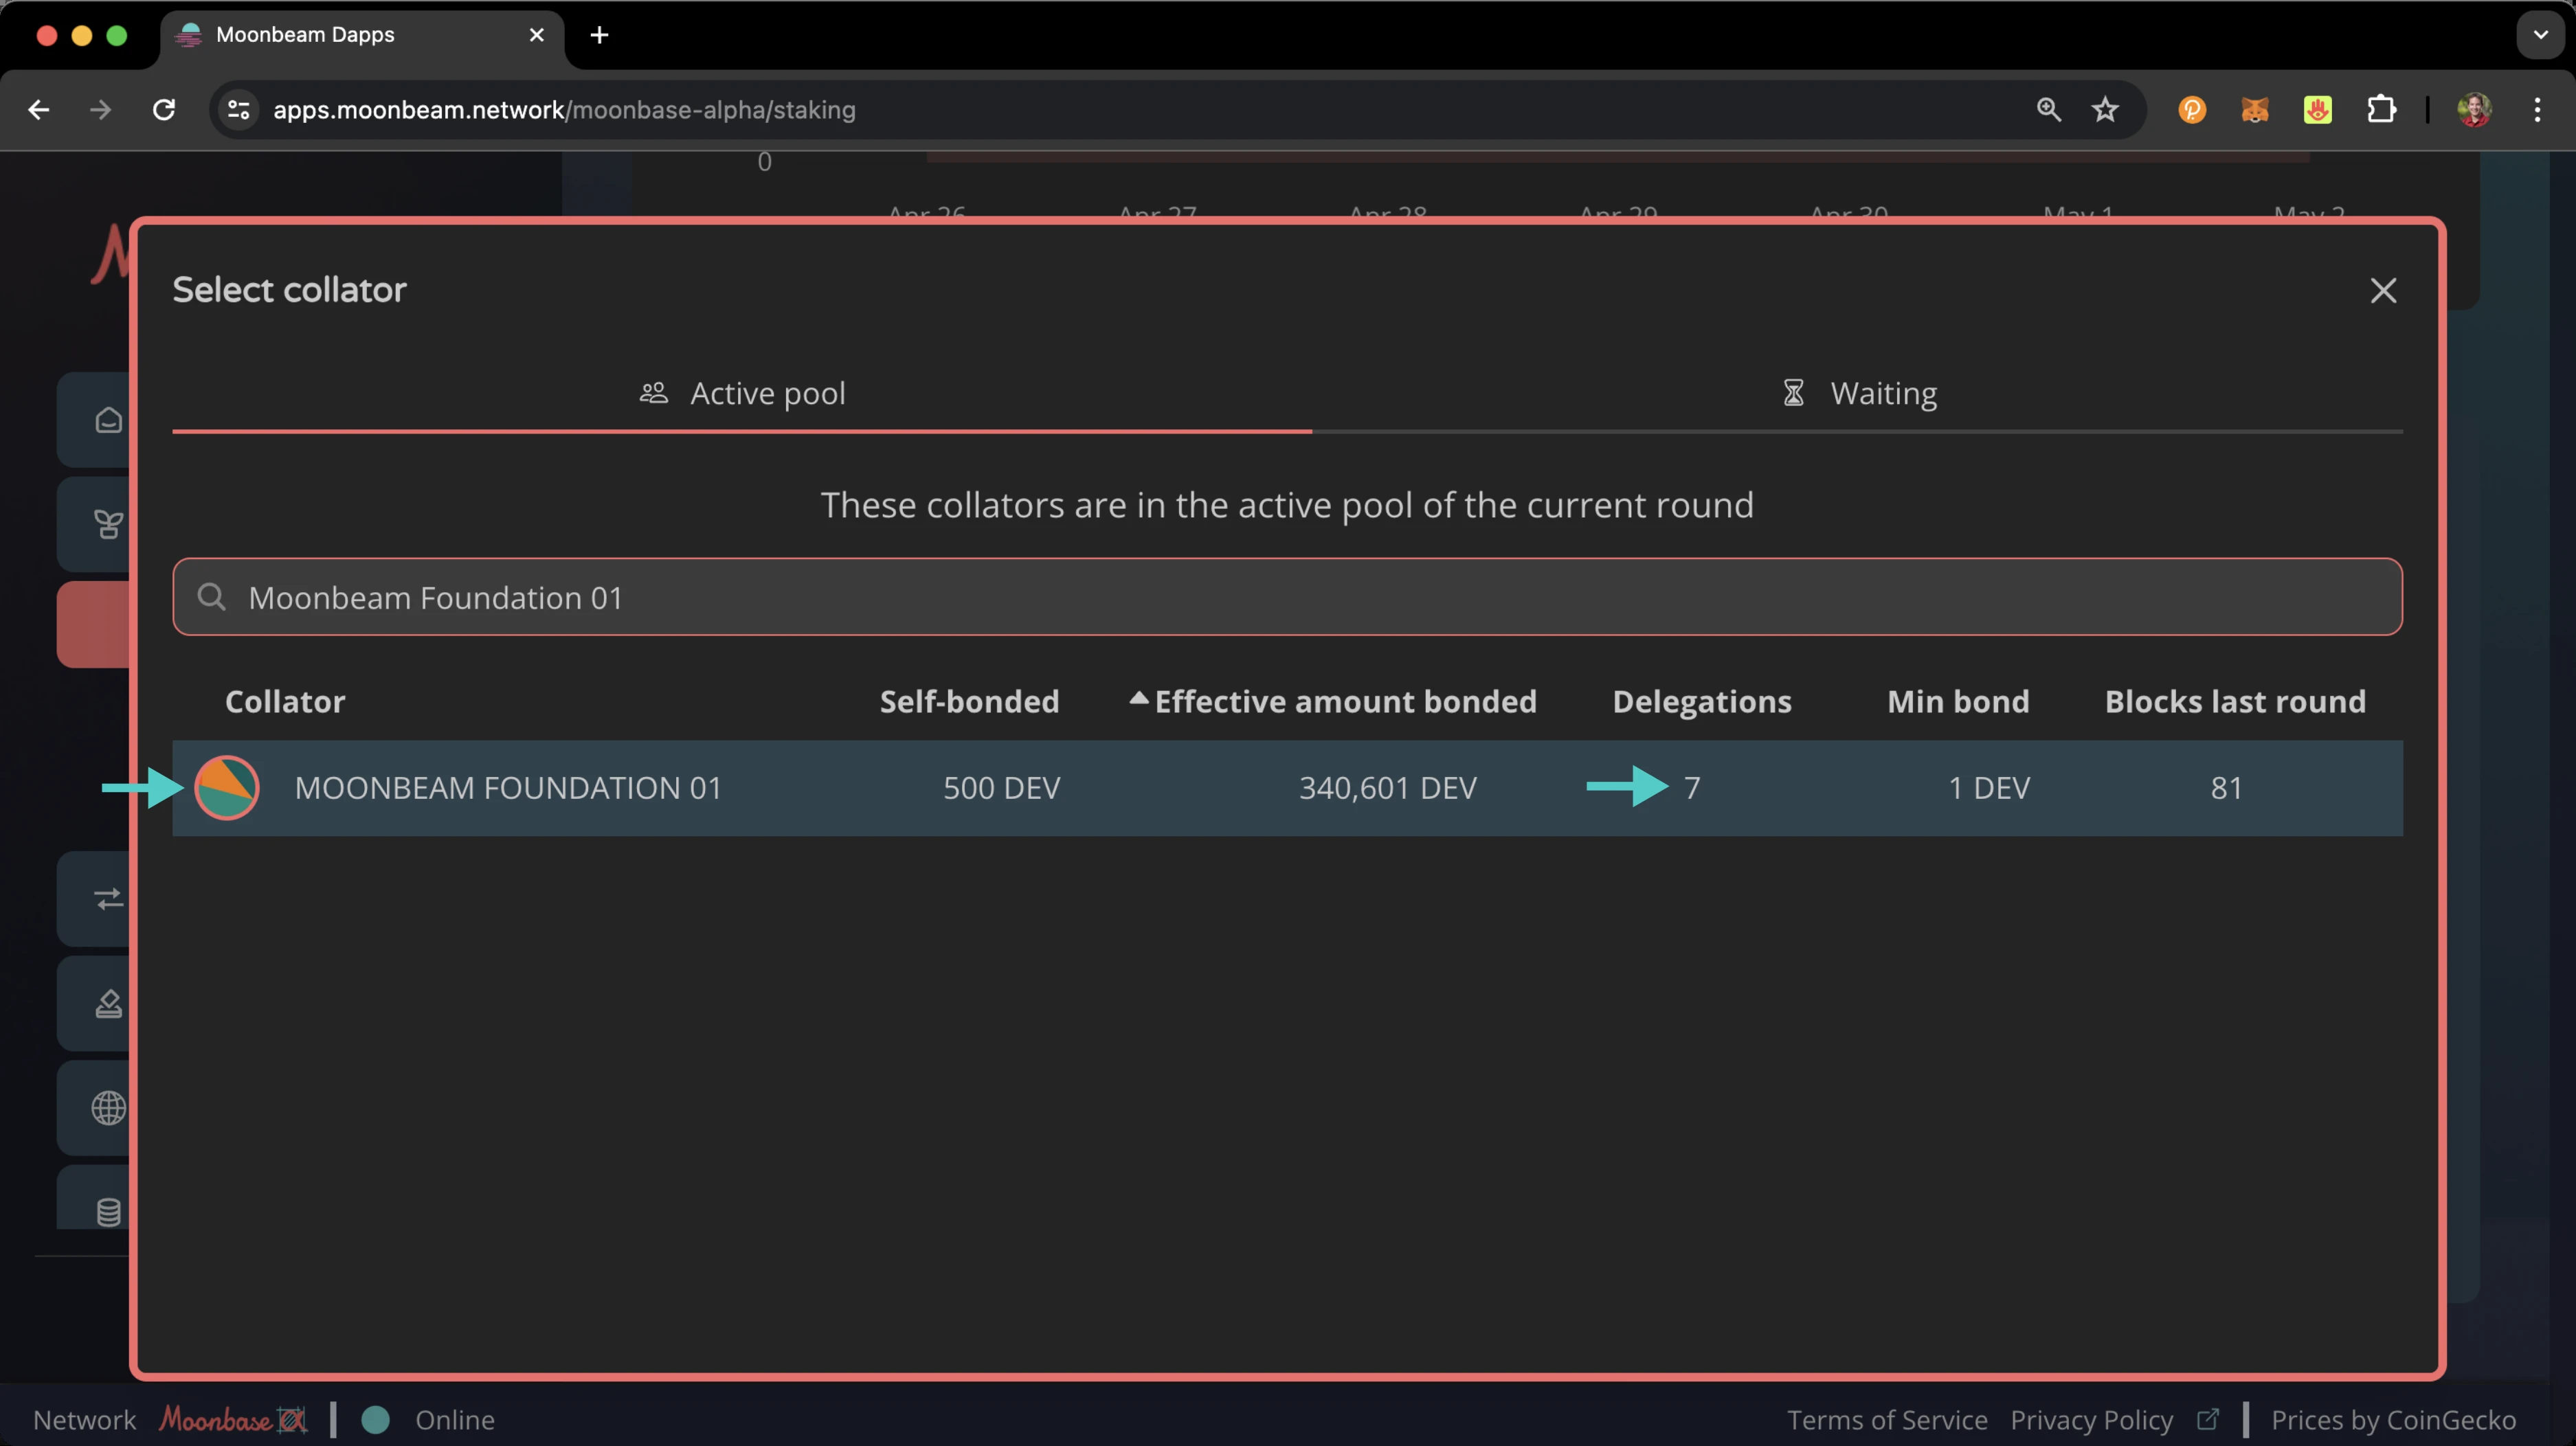 Moonbeam Dapps
apps.moonbeam.network/moonbase-alpha/staking
0
Apr 26 Apr 27 Apr 28 Apr 29 Apr 30 May 1 May 2
Select collator
Active pool Waiting
These collators are in the active pool of the current round
Moonbeam Foundation 01
Collator Self-bonded Effective amount bonded Delegations Min bond Blocks last round
MOONBEAM FOUNDATION 01 500 DEV 340,601 DEV 7 1 DEV 81
Network Moonbase Online Terms of Service Privacy Policy Prices by CoinGecko